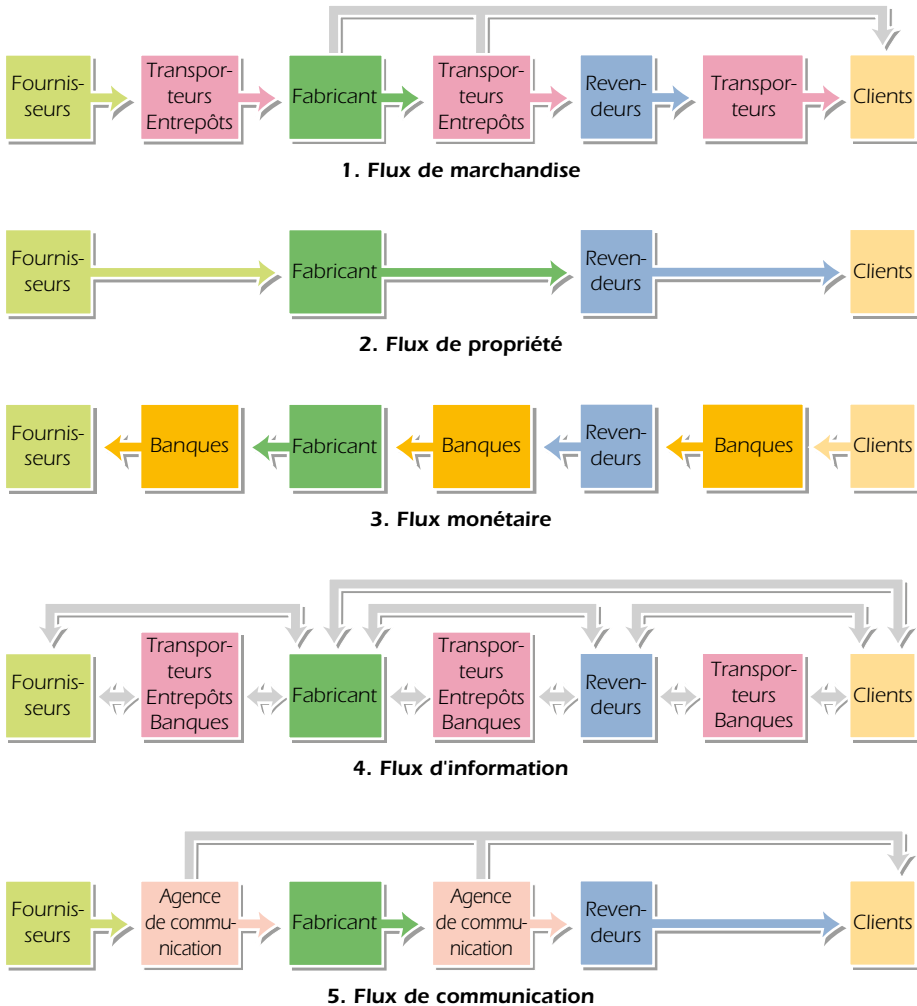 Fournis-
seurs
Transpor-
teurs
Entrepôts
Fabricant
Transpor-
teurs
Entrepôts
Reven-
deurs
Transpor-
teurs
Clients
1. Flux de marchandise
Fournis-
seurs
Fabricant
Reven-
deurs
Clients
2. Flux de propriété
Fournis-
seurs
Banques
Fabricant
Banques
Reven-
deurs
Banques
Clients
3. Flux monétaire
Fournis-
seurs
Transpor-
teurs
Entrepôts
Banques
Fabricant
Transpor-
teurs
Entrepôts
Banques
Reven-
deurs
Transpor-
teurs
Banques
Clients
4. Flux d'information
Fournis-
seurs
Agence
de commu-
nication
Fabricant
Agence
de commu-
nication
Reven-
deurs
Clients
5. Flux de communication